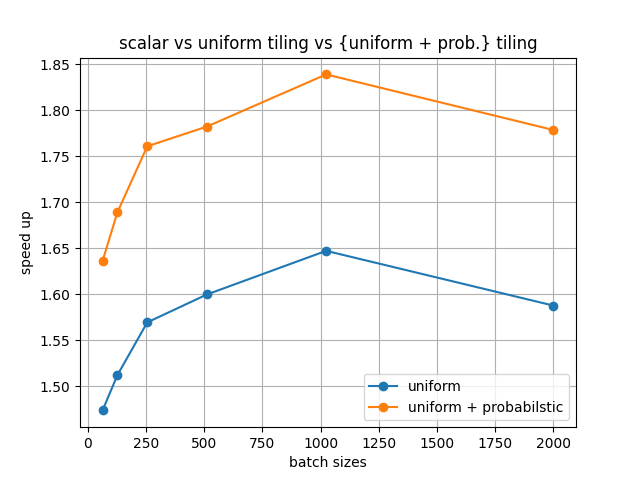 scalar vs uniform tiling vs {uniform + prob.} tiling
1.85
1.80
1.75
1.70
1.65
1.60
1.55
1.50
speed up
uniform
uniform + probabilstic
0 250 500 750 1000 1250 1500 1750 2000
batch sizes